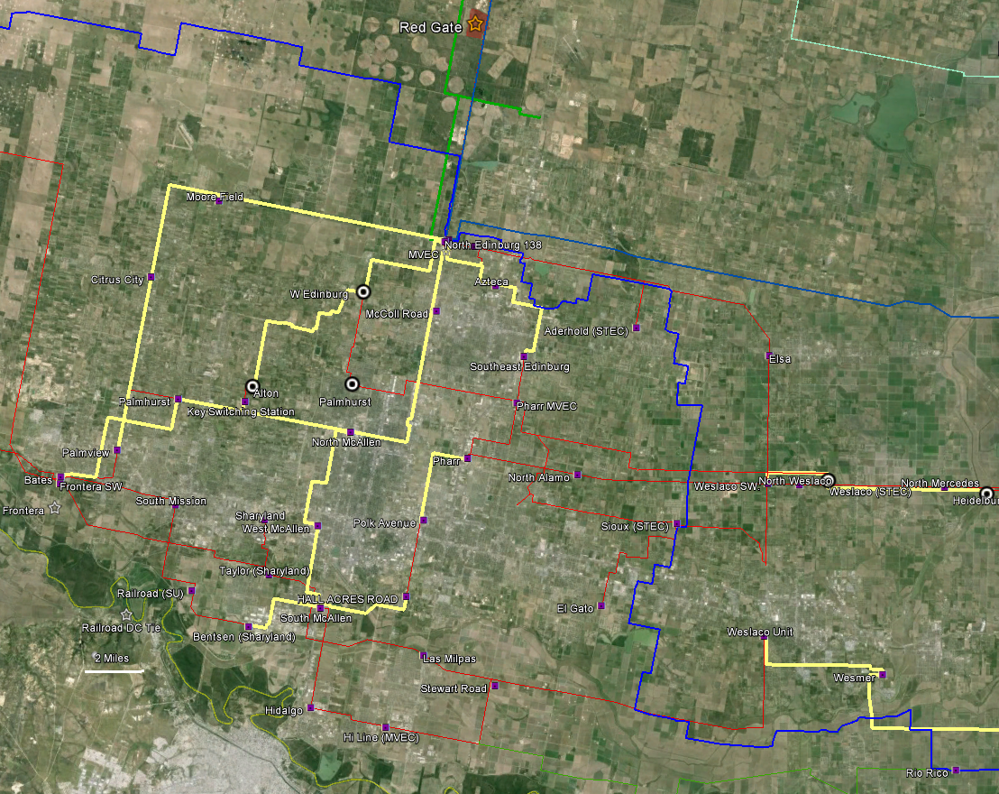 Red Gate
Moore Field
North Edinburg 138
MVEC
Citrus City
Azteca
W Edinburg
McColl Road
Aderhold (STEC)
Elsa
Southeast Edinburg
Alton
Palmhurst
Palmhurst
Key Switching Station
Pharr MVEC
North McAllen
Palmview
Pharr
North Alamo
Bates
Frontera SW
Weslaco SW.
North Weslaco
Weslaco (STEC)
North Mercedes
Heidelbur
South Mission
Frontera
Sharyland
West McAllen
Polk Avenue
Sioux (STEC)
Taylor (Sharyland)
Railroad (SU)
HALL ACRES ROAD
El Gato
South McAllen
Railroad DC Tie
Bentsen (Sharyland)
Weslaco Unit
2 Miles
Las Milpas
Wesmer
Stewart Road
Hidalgo
Hi Line (MVEC)
Rio Rico